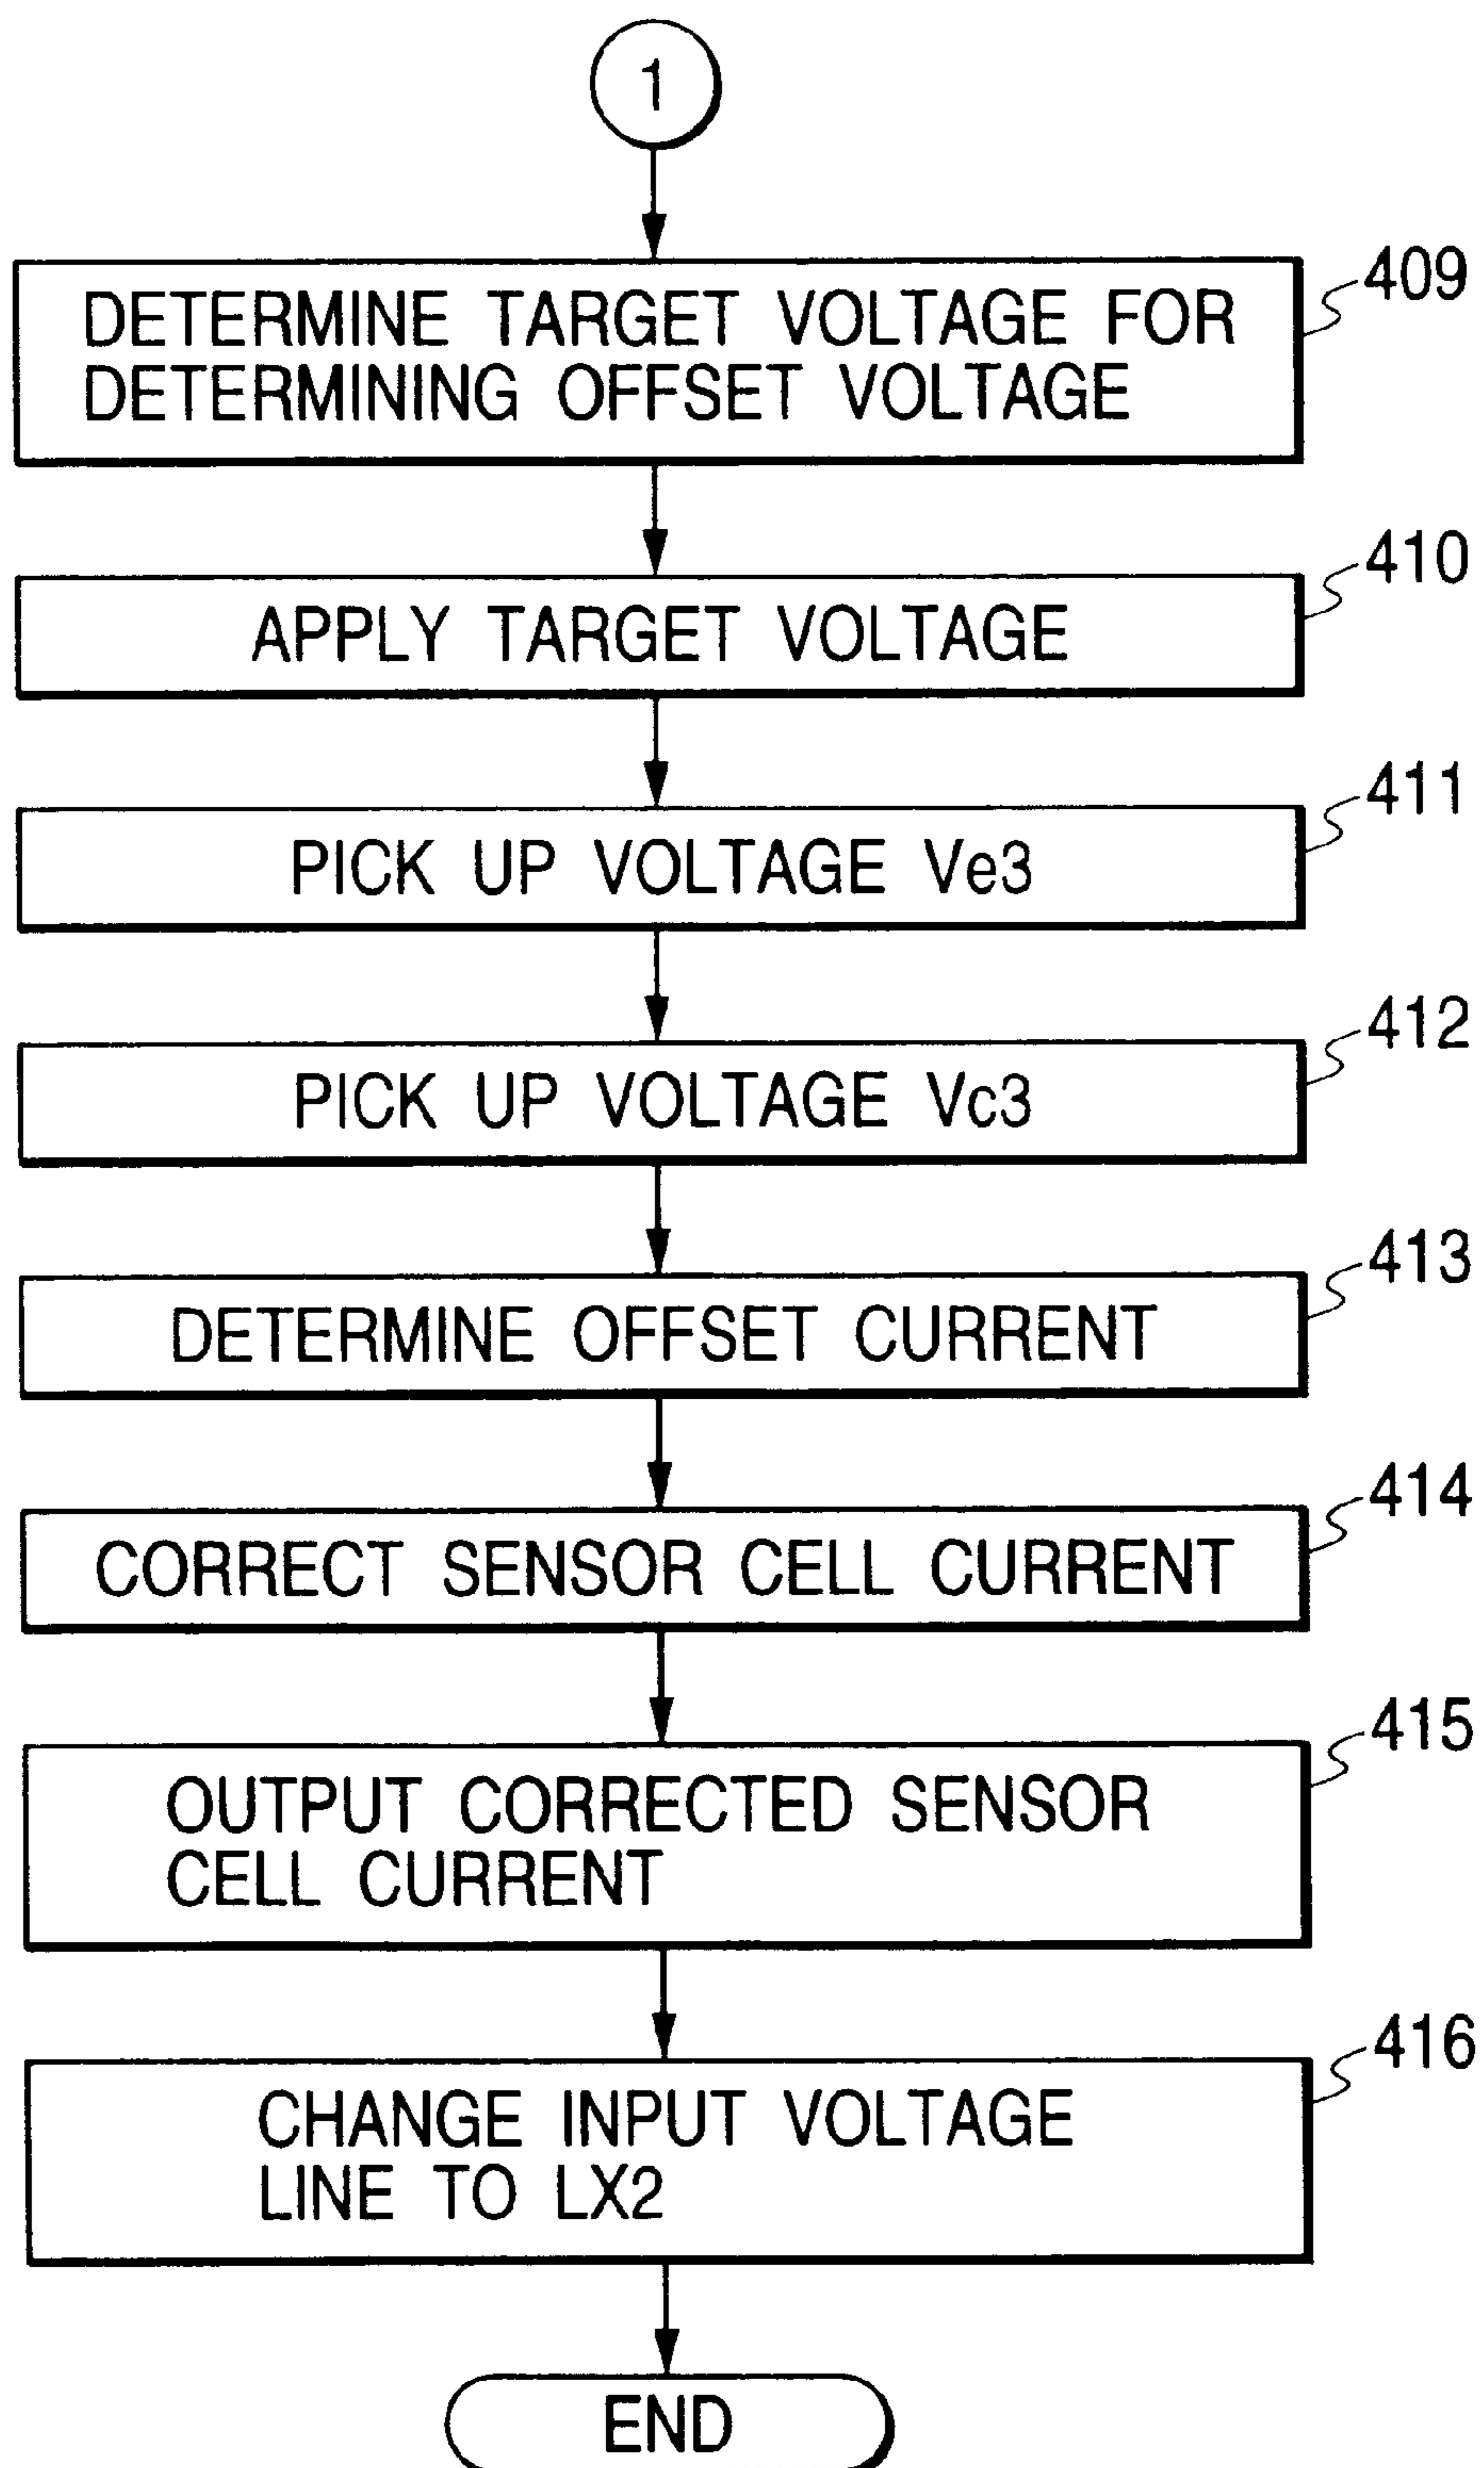 1
409
DETERMINE TARGET VOLTAGE FOR
DETERMINING OFFSET VOLTAGE
410
APPLY TARGET VOLTAGE
411
PICK UP VOLTAGE Ve3
412
PICK UP VOLTAGE Vc3
413
DETERMINE OFFSET CURRENT
414
CORRECT SENSOR CELL CURRENT
415
OUTPUT CORRECTED SENSOR
CELL CURRENT
416
CHANGE INPUT VOLTAGE
LINE TO LX2
END